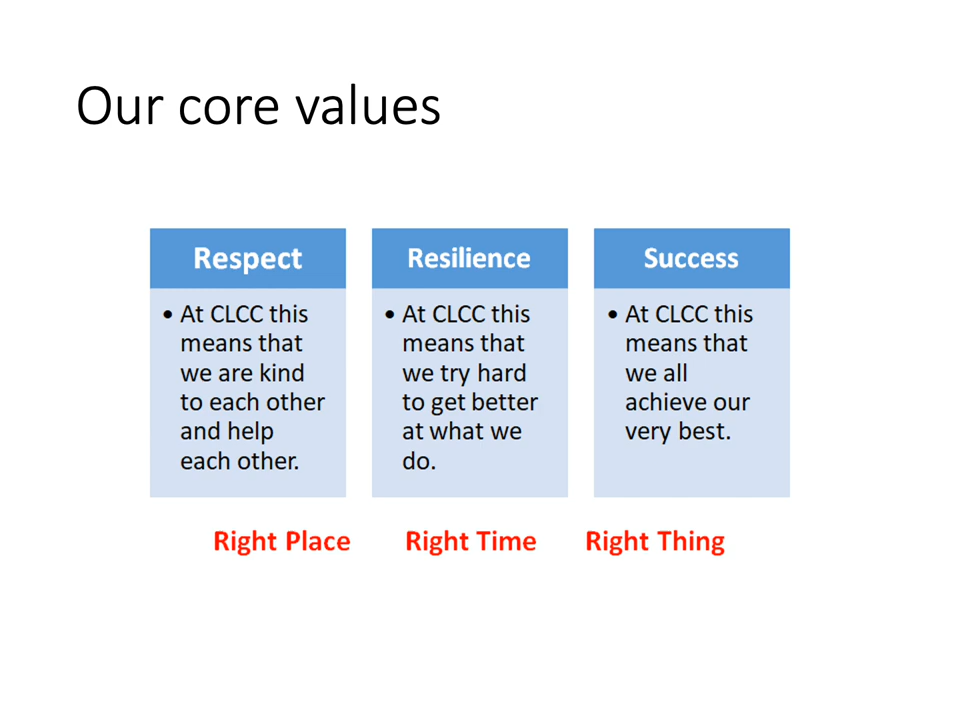 Our core values
Respect
• At CLCC this
means that
we are kind
to each other
and help
each other.
Resilience
• At CLCC this
means that
we try hard
to get better
at what we
do.
Success
• At CLCC this
means that
we all
achieve our
very best.
Right Place Right Time Right Thing